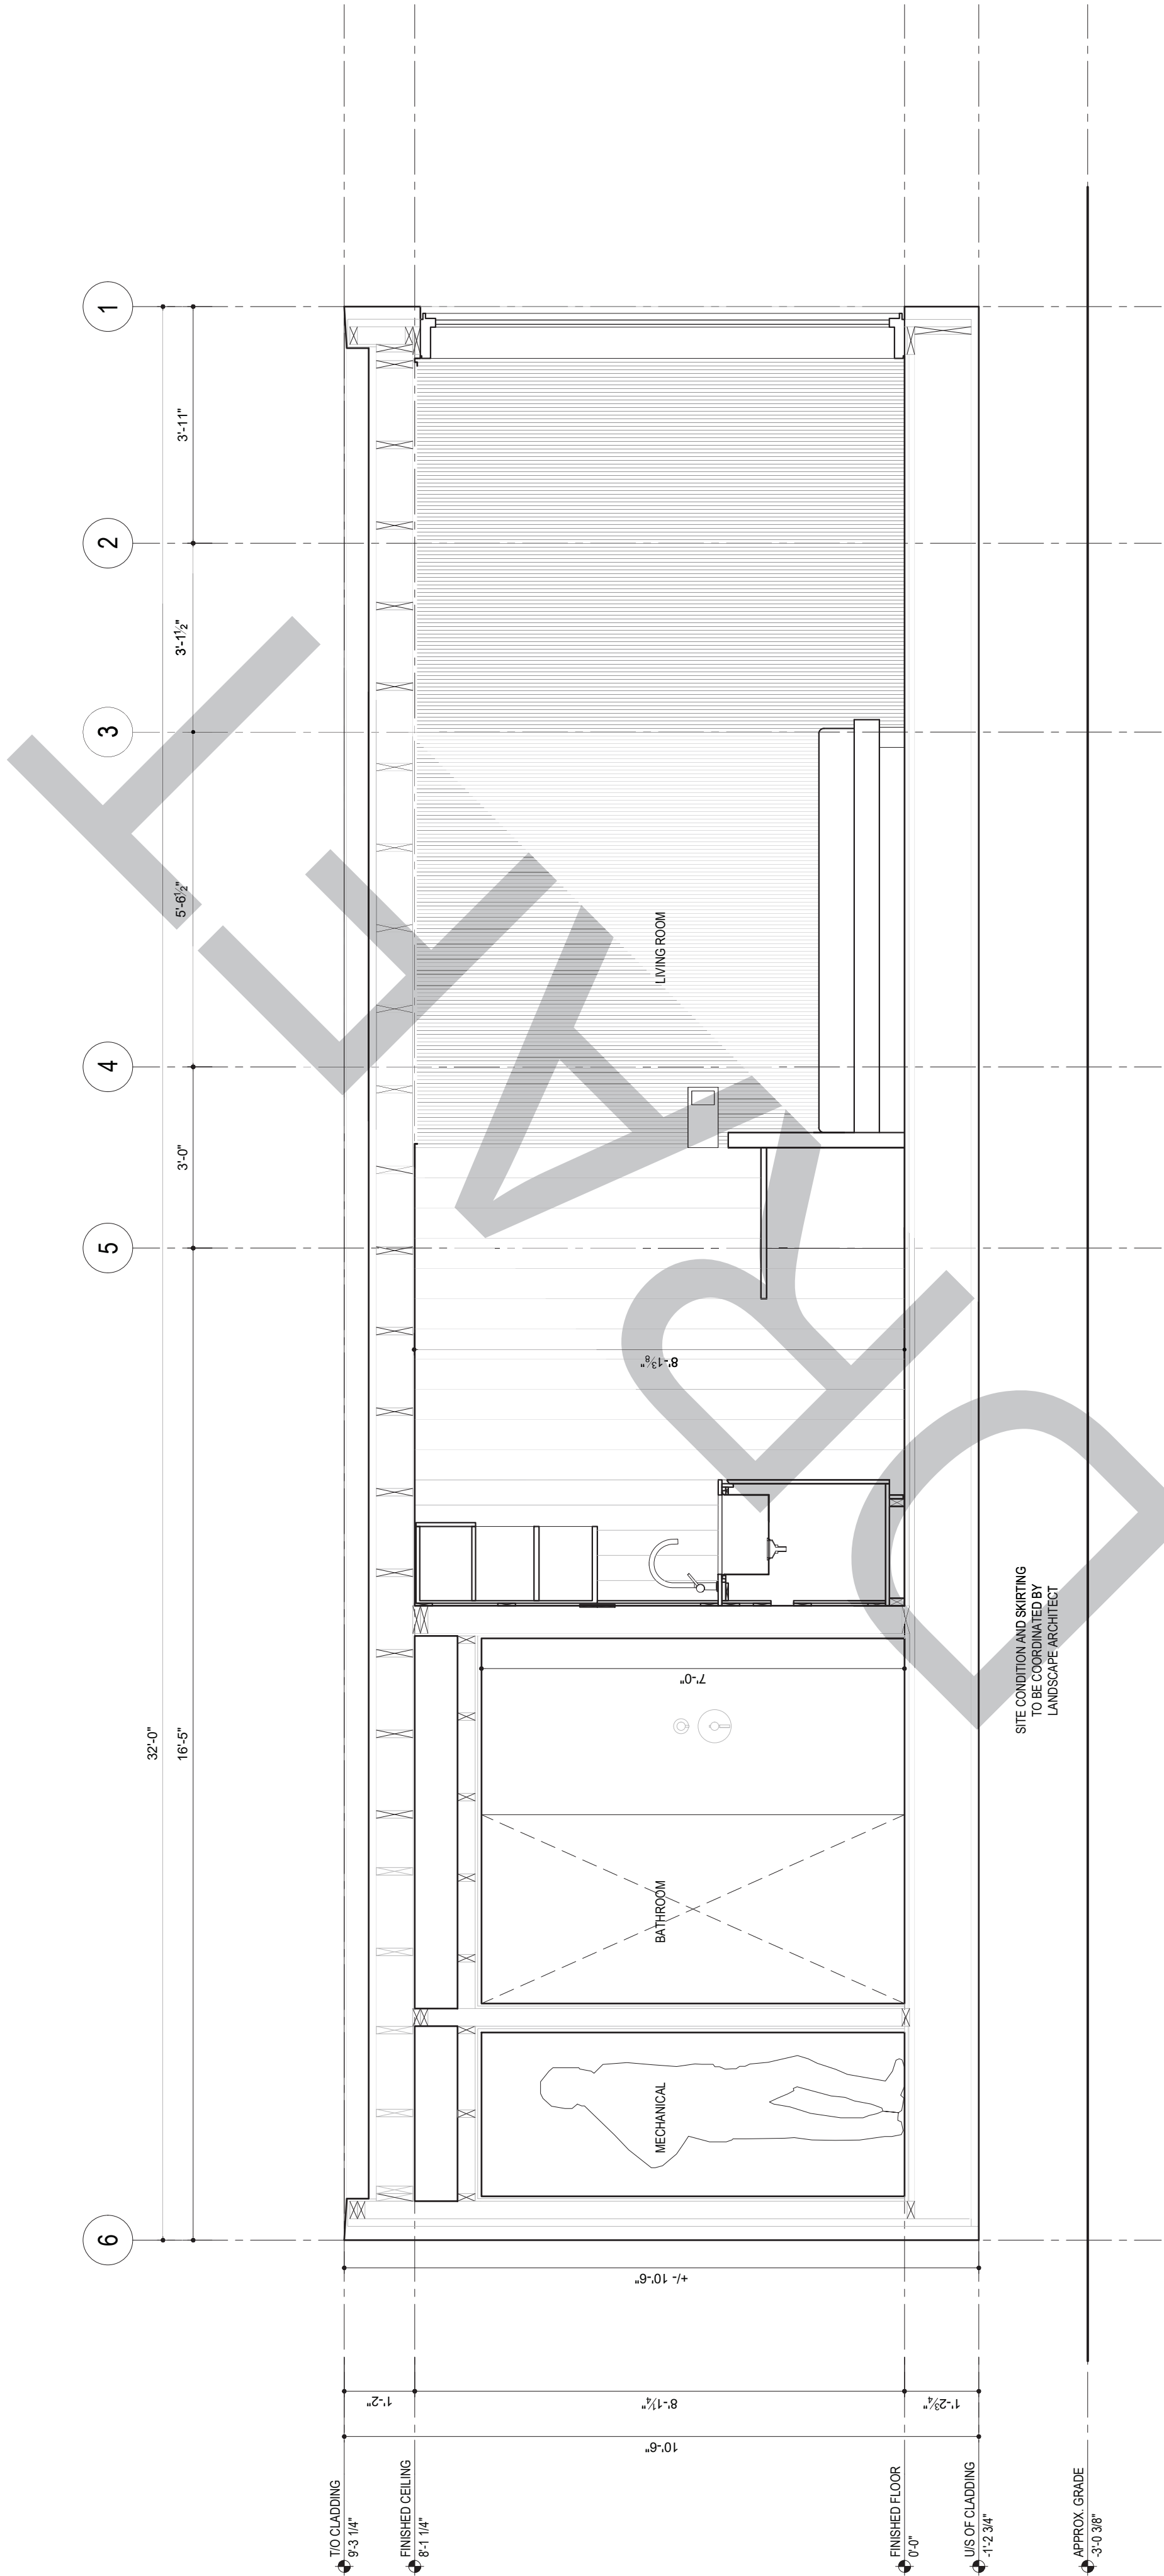 1
2
3
4
5
6
32'-0"
3'-11"
3'-1½"
5'-6½"
3'-0"
16'-5"
LIVING ROOM
8'-1⅜"
7'-0"
BATHROOM
MECHANICAL
SITE CONDITION AND SKIRTING
TO BE COORDINATED BY
LANDSCAPE ARCHITECT
+/- 10'-6"
1'-2"
8'-1¼"
1'-2¾"
10'-6"
T/O CLADDING
9'-3 1/4"
FINISHED CEILING
8'-1 1/4"
FINISHED FLOOR
0'-0"
U/S OF CLADDING
-1'-2 3/4"
APPROX. GRADE
-3'-0 3/8"
DRAFT